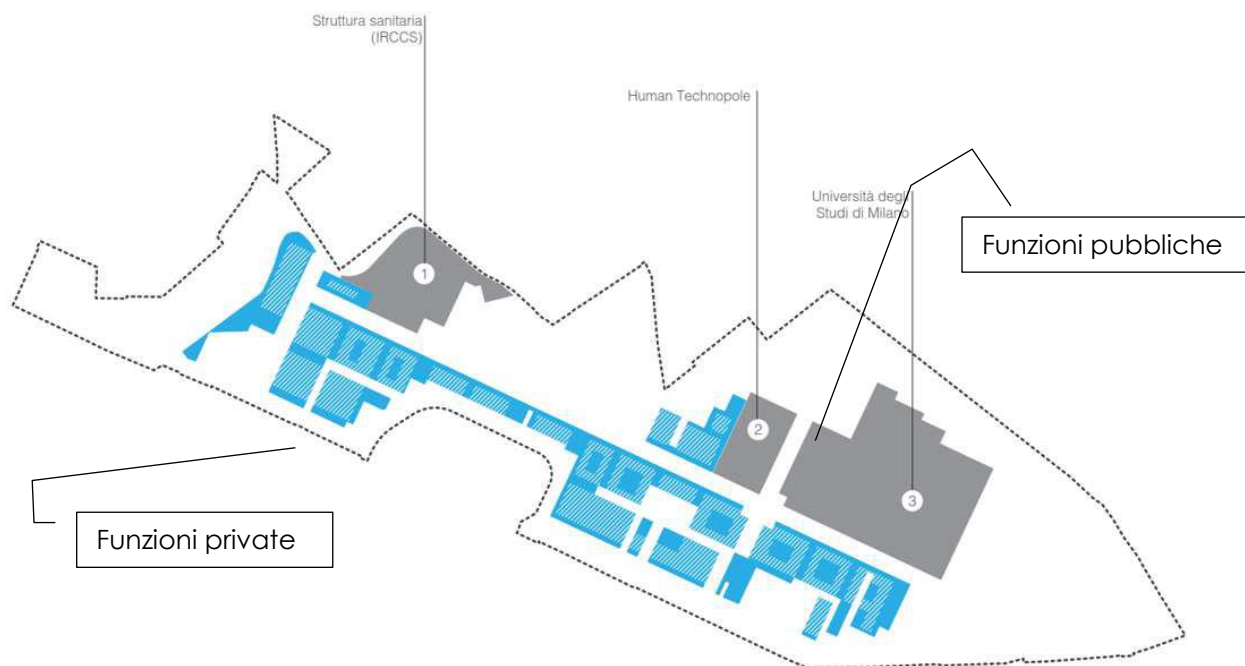 Struttura sanitaria
(IRCCS)
Human Technopole
Università degli
Studi di Milano
Funzioni pubbliche
1
2
3
Funzioni private